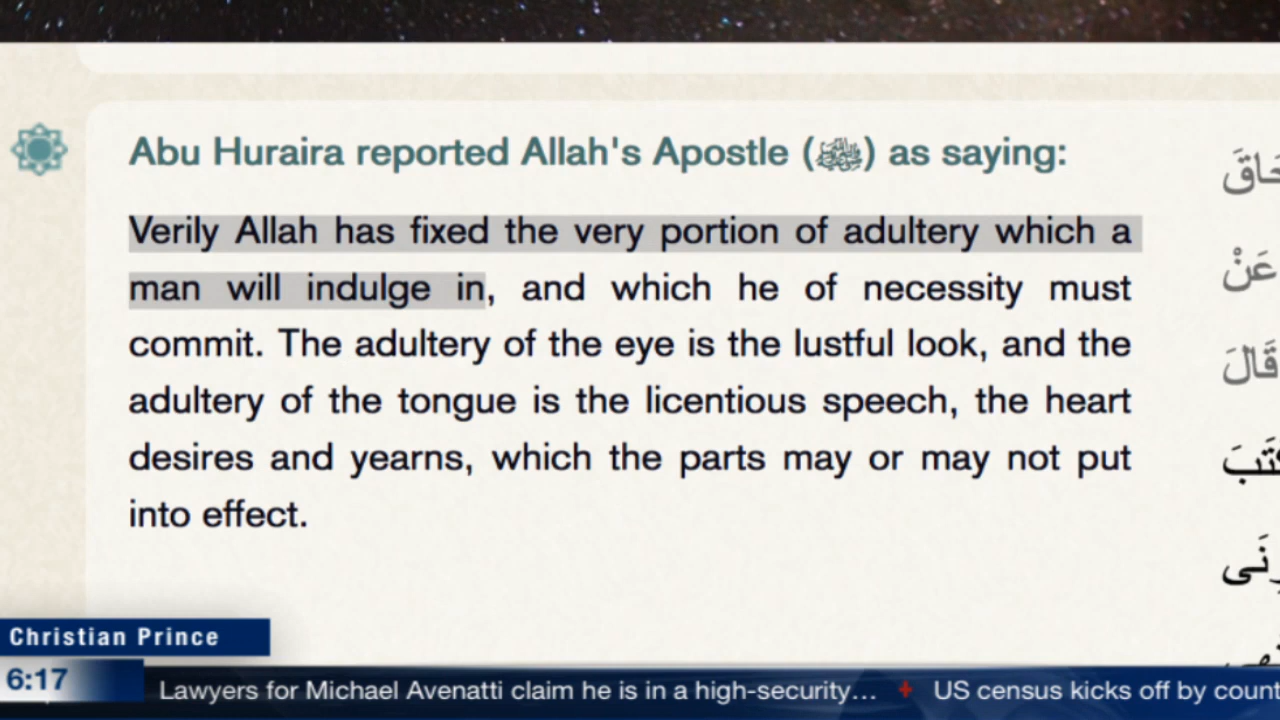 Abu Huraira reported Allah's Apostle (ﷺ) as saying:
Verily Allah has fixed the very portion of adultery which a
man will indulge in, and which he of necessity must
commit. The adultery of the eye is the lustful look, and the
adultery of the tongue is the licentious speech, the heart
desires and yearns, which the parts may or may not put
into effect.
عَنْ
قَالَ
Christian Prince
6:17
Lawyers for Michael Avenatti claim he is in a high-security… US census kicks off by count